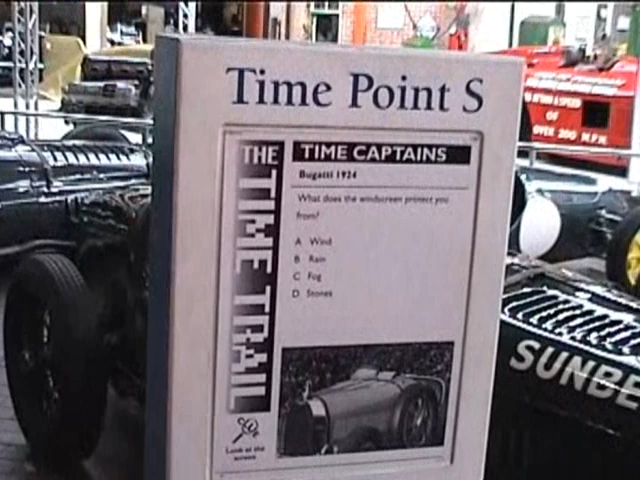 Time Point S
THE TIME TRAIL
TIME CAPTAINS
Bugatti 1924
What does the windscreen protect you
from?
A Wind
B Rain
C Fog
D Stones
Look at the
screen
OF
OVER 200 M.P.H.
SUNBE